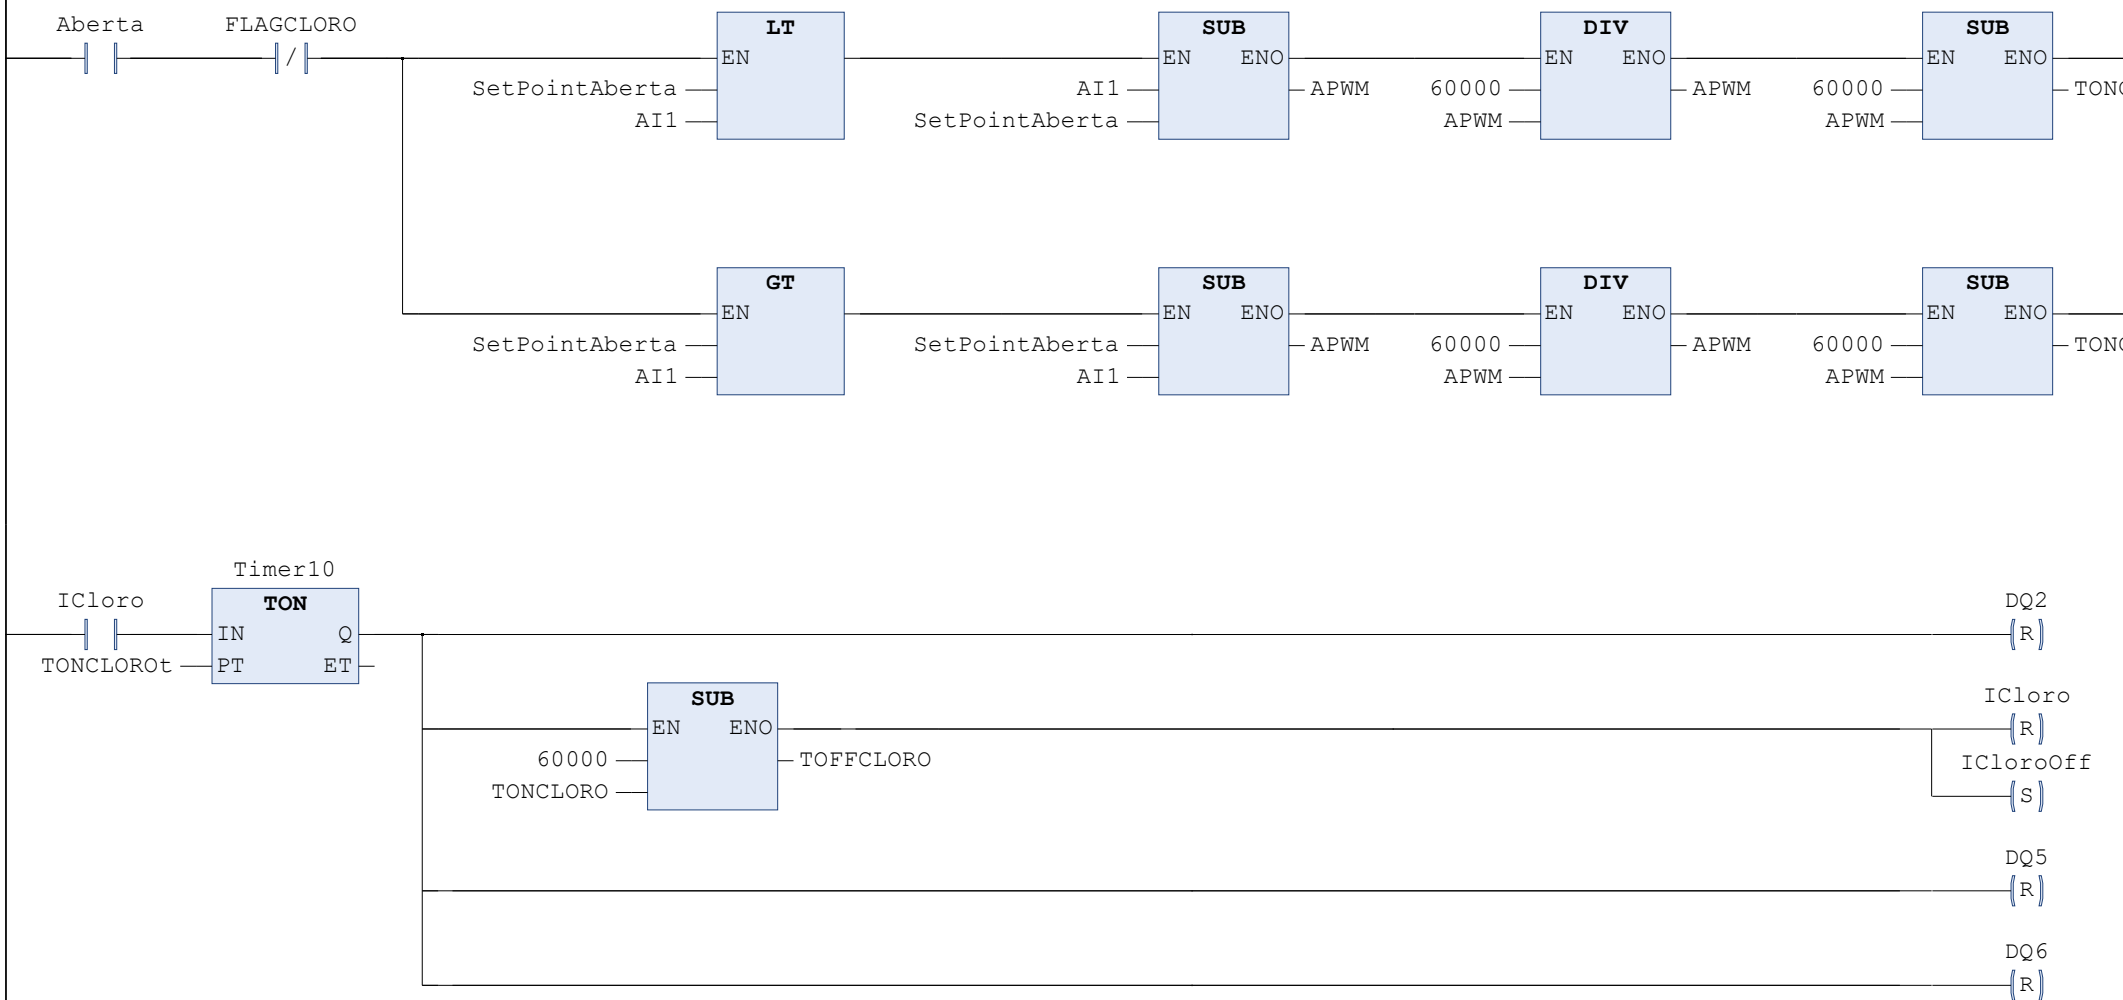 Aberta FLAGCLORO LT SUB DIV SUB
EN EN ENO EN ENO EN ENO
SetPointAberta AI1 APWM 60000 APWM 60000
AI1 SetPointAberta APWM APWM
GT SUB DIV SUB
EN EN ENO EN ENO EN ENO
SetPointAberta SetPointAberta APWM 60000 APWM 60000
AI1 AI1 APWM APWM
Timer10
ICloro TON DQ2
IN Q R
TONCLOROt PT ET
SUB ICloro
EN ENO R
60000 TOFFCLORO ICloroOff
TONCLORO S
DQ5
R
DQ6
R